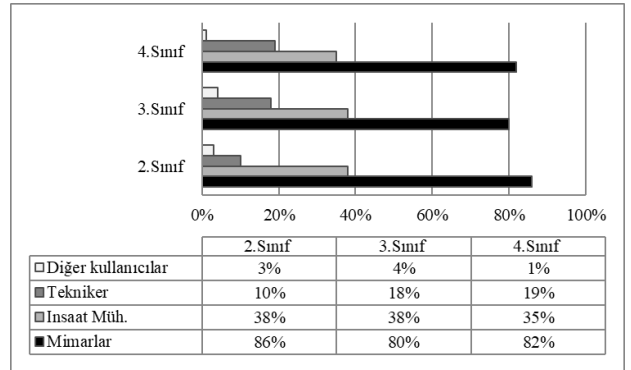 4.Sınıf
3.Sınıf
2.Sınıf
0% 20% 40% 60% 80% 100%
2.Sınıf 3.Sınıf 4.Sınıf
Diğer kullanıcılar 3% 4% 1%
Tekniker 10% 18% 19%
Insaat Müh. 38% 38% 35%
Mimarlar 86% 80% 82%